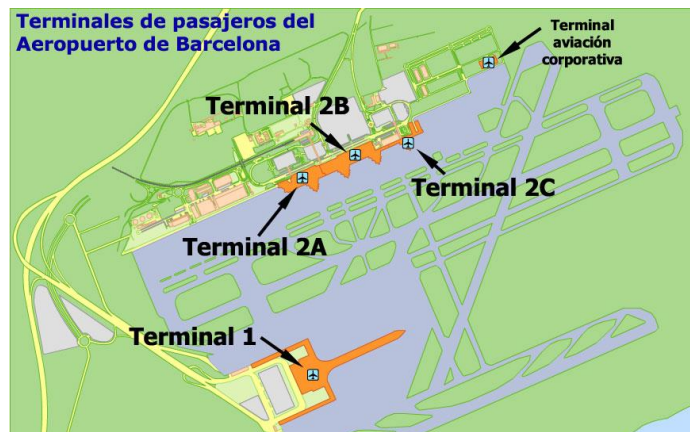 Terminales de pasajeros del
Aeropuerto de Barcelona
Terminal
aviación
corporativa
Terminal 2B
Terminal 2C
Terminal 2A
Terminal 1